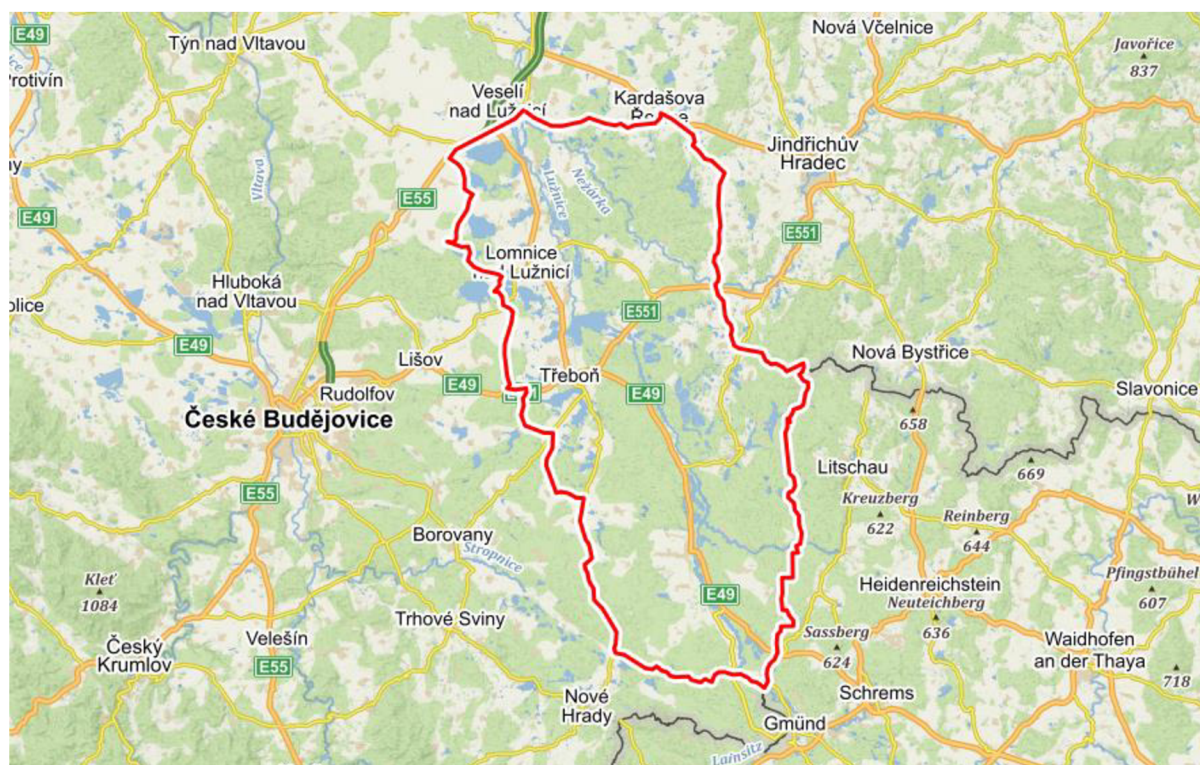 E49
Týn nad Vltavou
Nová Včelnice
Javořice
837
Protivín
Veselí
nad Lužnicí
Kardašova
Jindřichův
Hradec
Vltava
Lužnice
Nežárka
E49
E55
E551
Lomnice
nad Lužnicí
Hluboká
nad Vltavou
E551
E49
Lišov
Nová Bystřice
Třeboň
E49
E49
Slavonice
Rudolfov
České Budějovice
658
Litschau
669
Kreuzberg
622
E55
Reinberg
644
Borovany
Stropnice
Kleť
1084
Heidenreichstein
Neuteichberg
636
Pfingstbühel
607
E49
Trhové Sviny
Sassberg
624
Český
Krumlov
Velešín
E55
Waidhofen
an der Thaya
718
Nové
Hrady
Schrems
Gmünd
Lainsitz